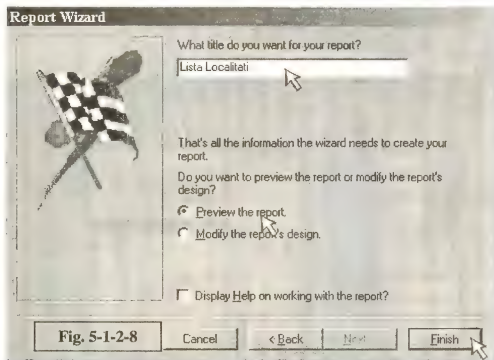 Report Wizard
What title do you want for your report?
Lista Localitati
That's all the information the wizard needs to create your
report.
Do you want to preview the report or modify the report's
design?
Preview the report.
Modify the report's design.
Display Help on working with the report?
Fig. 5-1-2-8
Cancel
< Back
Next
Finish